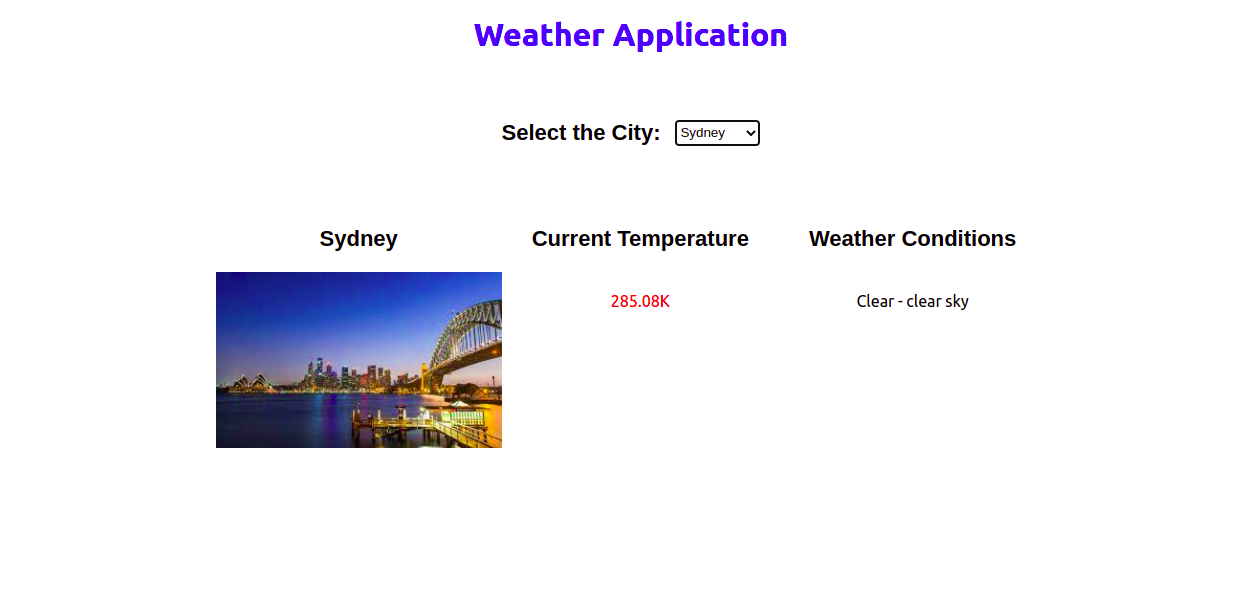 Weather Application
Select the City: Sydney
Sydney Current Temperature Weather Conditions
285.08K Clear - clear sky